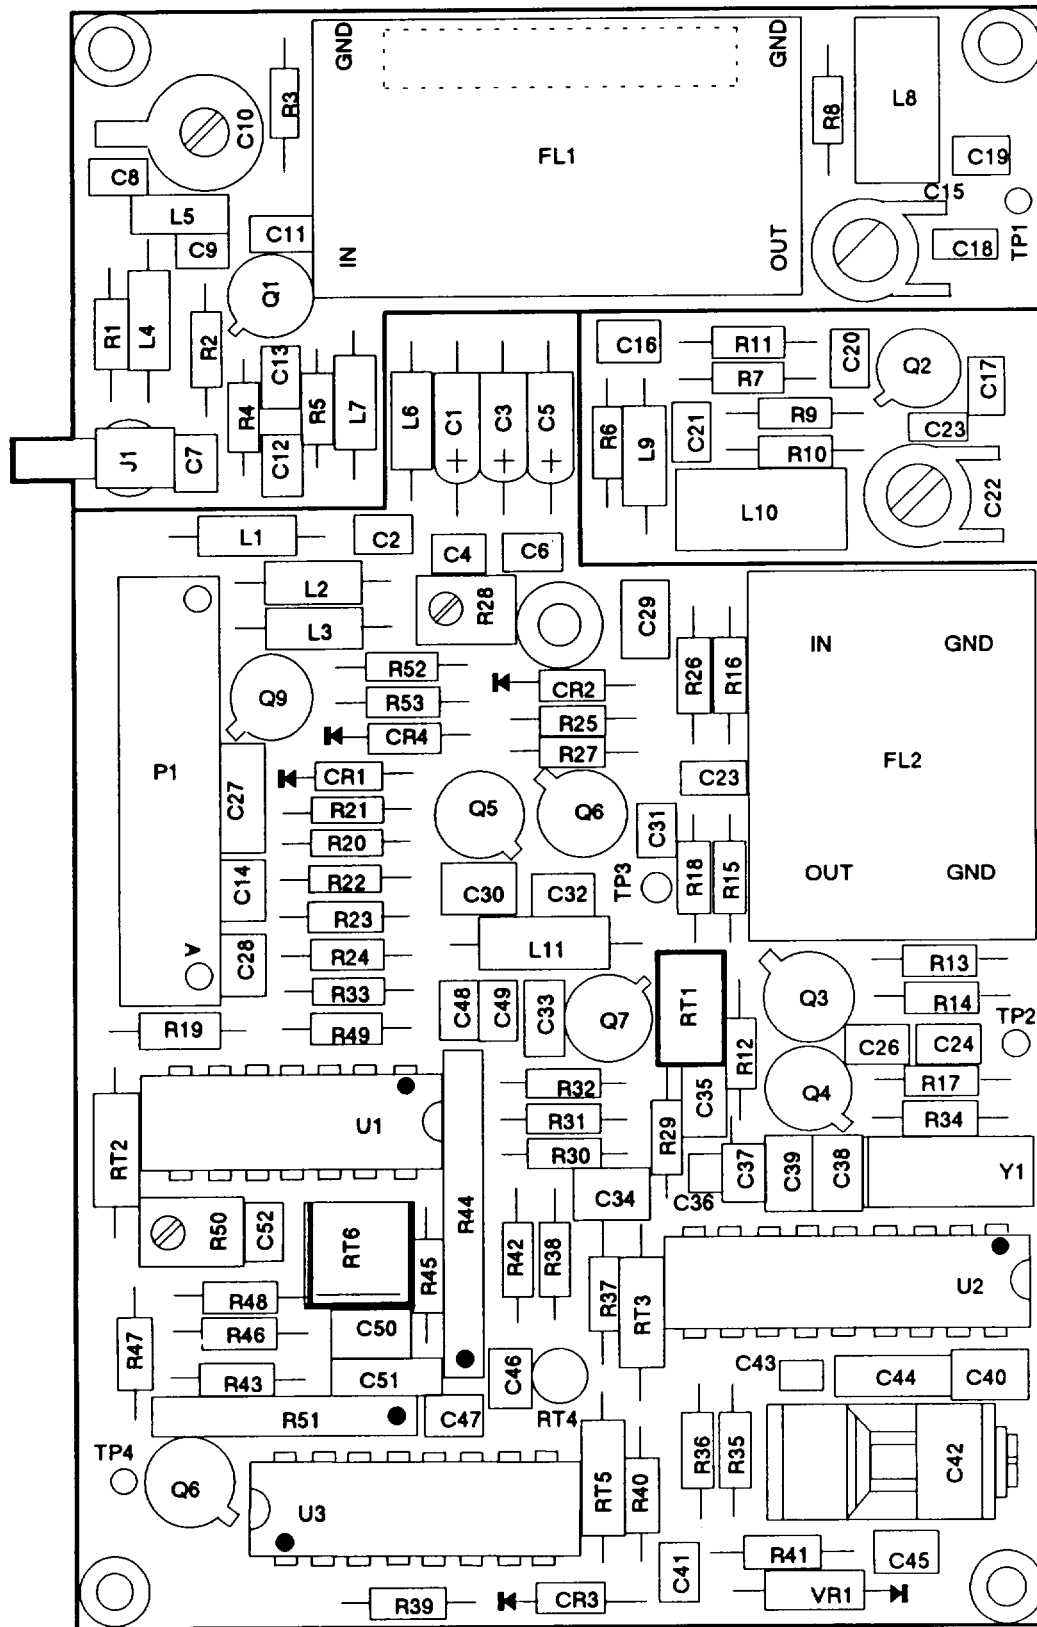 GND
GND
R3
C10
FL1
R8
L8
C19
C8
L5
C15
TP1
C11
C9
IN
OUT
C18
Q1
R1
L4
R2
C13
R4
R5
L7
C12
J1
C7
L6
C1
C3
C5
C16
R11
R7
C20
Q2
C17
R6
L9
C21
R9
R10
C23
L10
C22
L1
C2
C4
C6
L2
L3
R28
C29
R52
R53
CR4
Q9
CR2
R25
R27
R26
R16
IN
GND
FL2
P1
C27
CR1
R21
R20
R22
R23
R24
R33
R49
Q5
Q6
C23
C31
C14
C30
C32
TP3
R18
R15
OUT
GND
A
C28
L11
R19
C48
C49
C33
Q7
RT1
R12
Q3
R13
R14
TP2
C26
C24
R17
R34
Q4
U1
RT2
R32
R31
R30
R29
C35
C37
C39
C38
Y1
C36
C34
R50
C52
RT6
R45
R44
R42
R38
R37
RT3
U2
R48
R46
R47
R43
C50
C51
R51
C47
C46
RT4
C43
C44
C40
TP4
Q6
U3
RT5
R40
R36
R35
C42
R41
C45
C41
VR1
R39
CR3